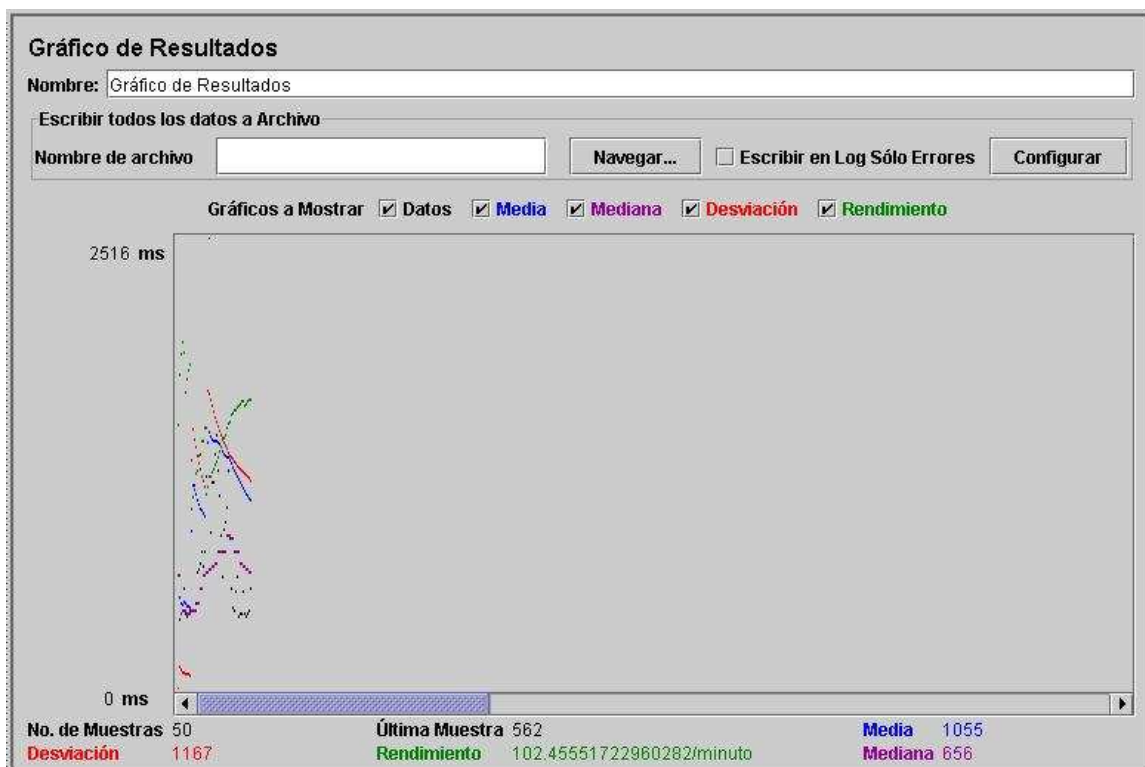 Gráfico de Resultados
Nombre: Gráfico de Resultados
Escribir todos los datos a Archivo
Nombre de archivo Navegar... Escribir en Log Sólo Errores Configurar
Gráficos a Mostrar Datos Media Mediana Desviación Rendimiento
2516 ms
0 ms
No. de Muestras 50 Última Muestra 562 Media 1055
Desviación 1167 Rendimiento 102.45551722960282/minuto Mediana 656